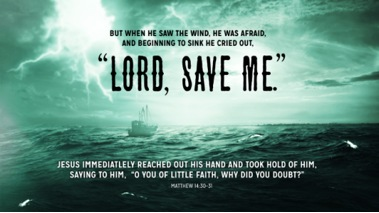 BUT WHEN HE SAW THE WIND, HE WAS AFRAID,
AND BEGINNING TO SINK HE CRIED OUT,
“LORD, SAVE ME.”
JESUS IMMEDIATLEY REACHED OUT HIS HAND AND TOOK HOLD OF HIM,
SAYING TO HIM, “O YOU OF LITTLE FAITH, WHY DID YOU DOUBT?”
MATTHEW 14:30-31